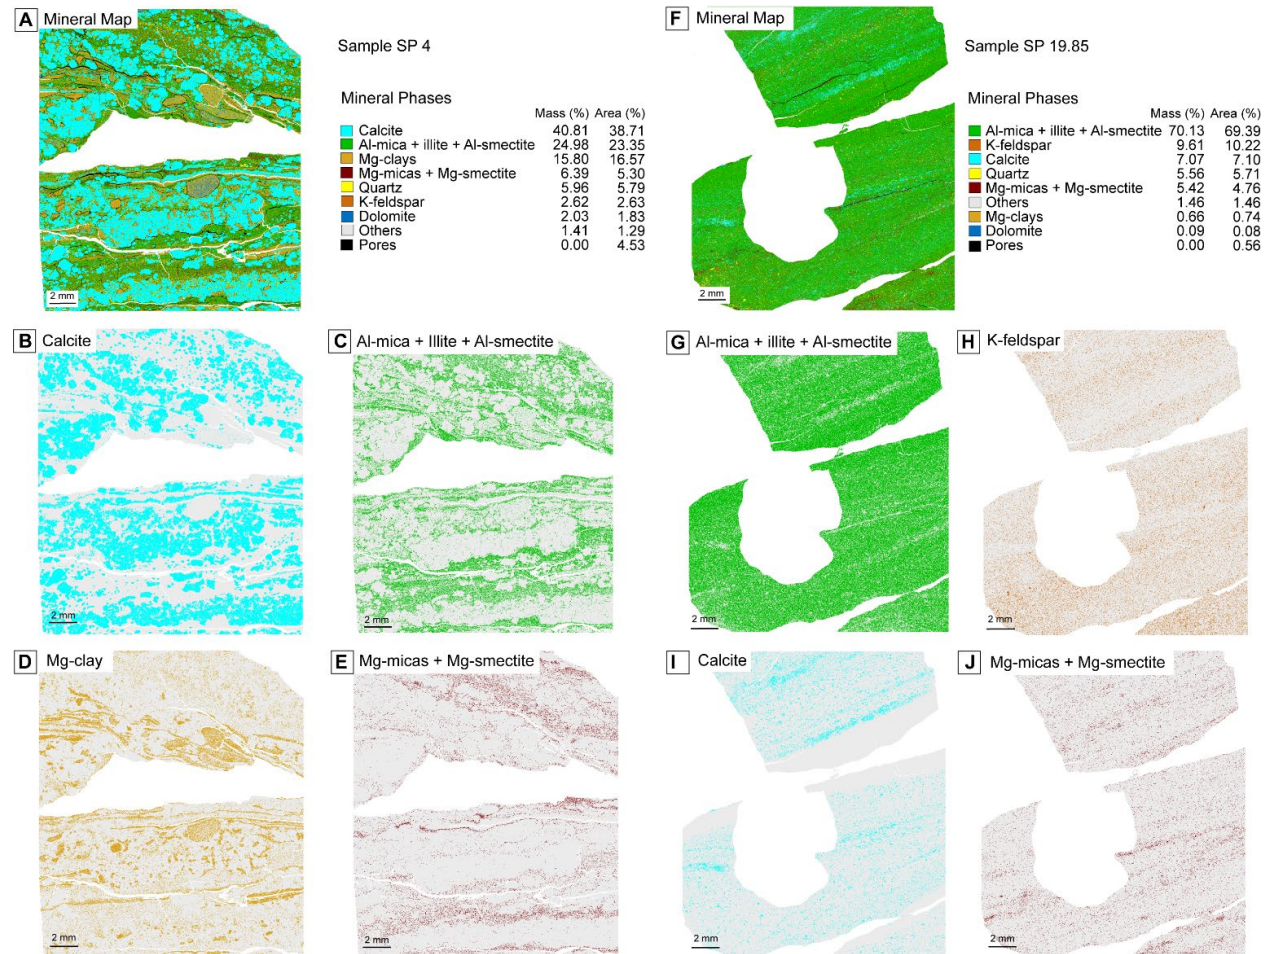 A Mineral Map
Sample SP 4
Mineral Phases
Mass (%) Area (%)
Calcite 40.81 38.71
Al-mica + illite + Al-smectite 24.98 23.35
Mg-clays 15.80 16.57
Mg-micas + Mg-smectite 6.39 5.30
Quartz 5.96 5.79
K-feldspar 2.62 2.63
Dolomite 2.03 1.83
Others 1.41 1.29
Pores 0.00 4.53
2 mm
F Mineral Map
Sample SP 19.85
Mineral Phases
Mass (%) Area (%)
Al-mica + illite + Al-smectite 70.13 69.39
K-feldspar 9.61 10.22
Calcite 7.07 7.10
Quartz 5.56 5.71
Mg-micas + Mg-smectite 5.42 4.76
Others 1.46 1.46
Mg-clays 0.66 0.74
Dolomite 0.09 0.08
Pores 0.00 0.56
2 mm
B Calcite
2 mm
C Al-mica + Illite + Al-smectite
2 mm
G Al-mica + illite + Al-smectite
2 mm
H K-feldspar
2 mm
D Mg-clay
2 mm
E Mg-micas + Mg-smectite
2 mm
I Calcite
2 mm
J Mg-micas + Mg-smectite
2 mm